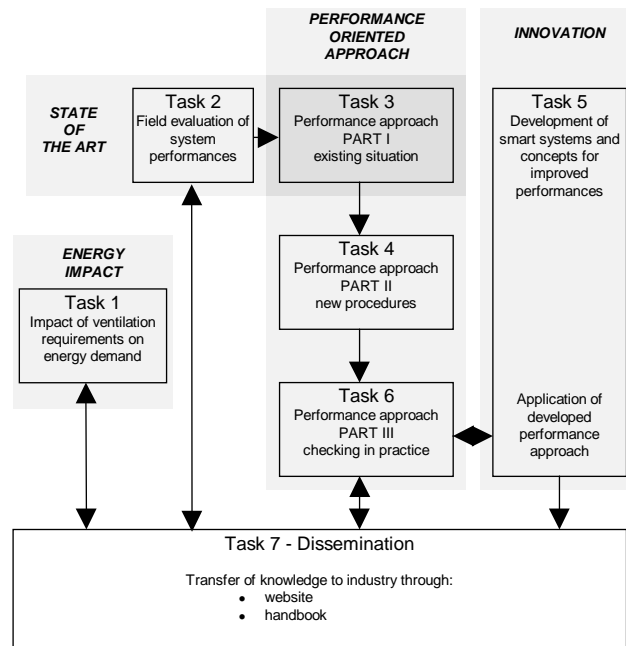 PERFORMANCE
ORIENTED
APPROACH
INNOVATION
STATE
OF
THE ART
Task 2
Field evaluation of
system
performances
Task 3
Performance approach
PART I
existing situation
Task 5
Development of
smart systems and
concepts for
improved
performances
ENERGY
IMPACT
Task 1
Impact of ventilation
requirements on
energy demand
Task 4
Performance approach
PART II
new procedures
Task 6
Performance approach
PART III
checking in practice
Application of
developed
performance
approach
Task 7 - Dissemination
Transfer of knowledge to industry through:
• website
• handbook